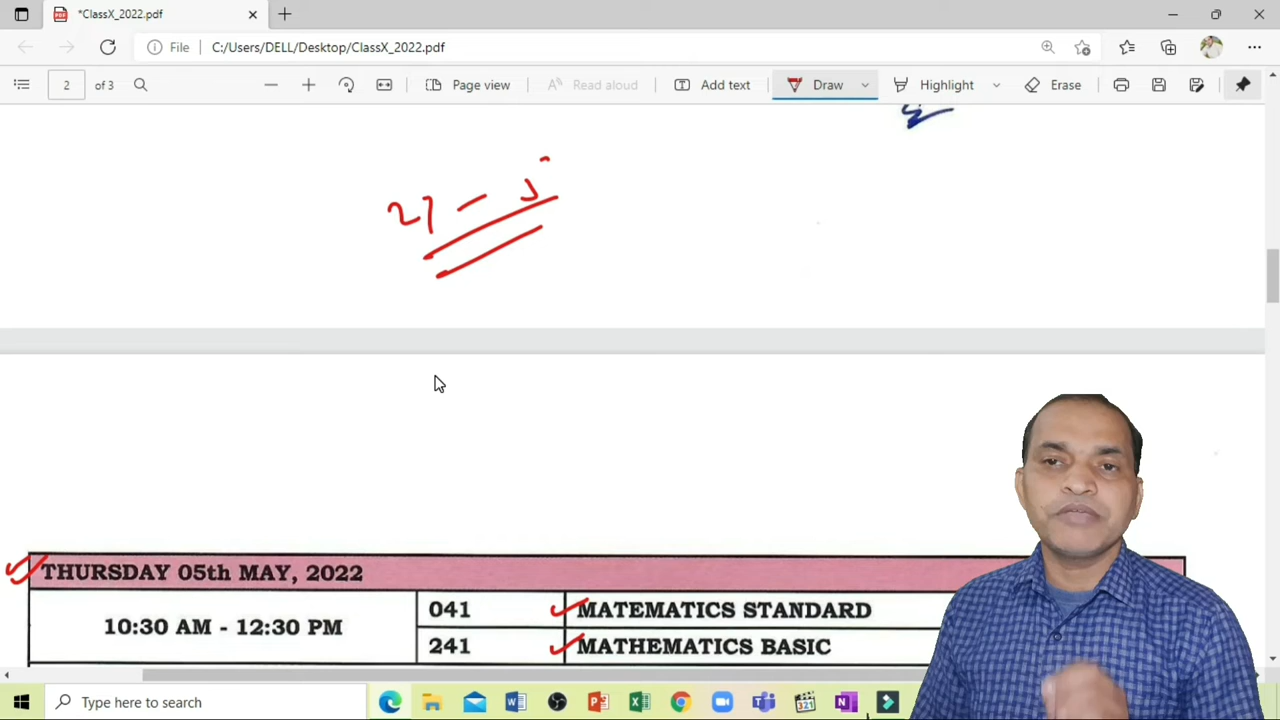 *ClassX_2022.pdf
File C:/Users/DELL/Desktop/ClassX_2022.pdf
2 of 3 Page view Read aloud Add text Draw Highlight Erase
27 -
THURSDAY 05th MAY, 2022
10:30 AM - 12:30 PM
041 MATEMATICS STANDARD
241 MATHEMATICS BASIC
Type here to search